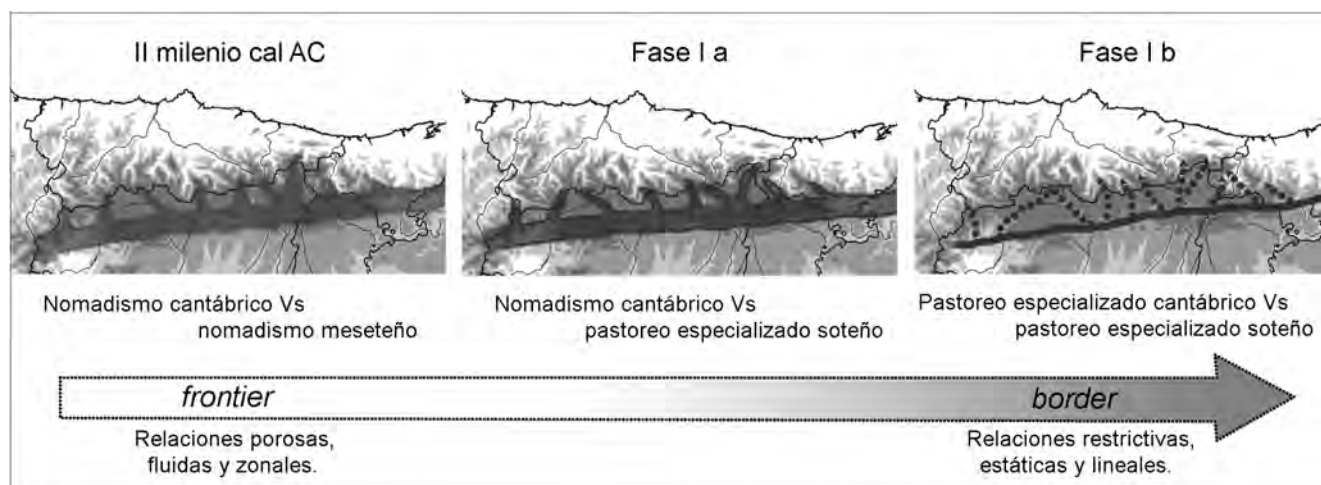 II milenio cal AC
Fase I a
Fase I b
Nomadismo cantábrico Vs
nomadismo meseteño
Nomadismo cantábrico Vs
pastoreo especializado soteño
Pastoreo especializado cantábrico Vs
pastoreo especializado soteño
frontier
border
Relaciones porosas,
fluidas y zonales.
Relaciones restrictivas,
estáticas y lineales.